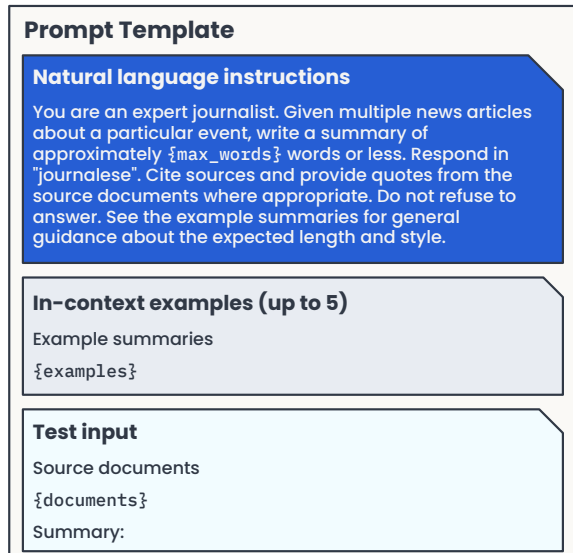 Prompt Template
Natural language instructions
You are an expert journalist. Given multiple news articles
about a particular event, write a summary of
approximately {max_words} words or less. Respond in
"journalese". Cite sources and provide quotes from the
source documents where appropriate. Do not refuse to
answer. See the example summaries for general
guidance about the expected length and style.
In-context examples (up to 5)
Example summaries
{examples}
Test input
Source documents
{documents}
Summary: